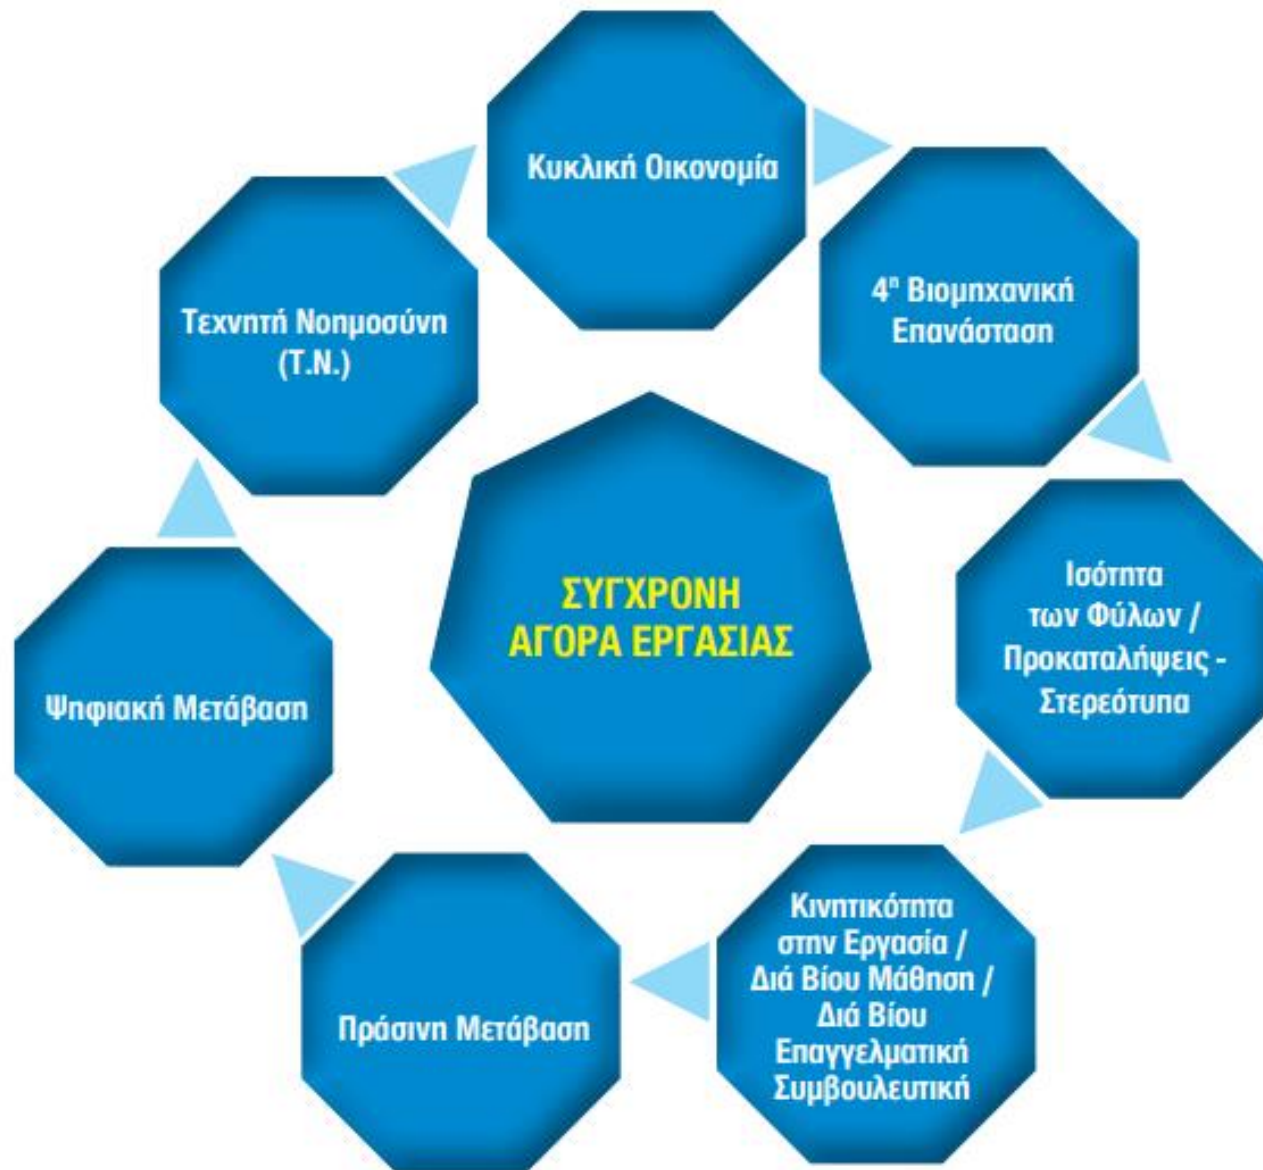 Κυκλική Οικονομία
4η Βιομηχανική
Επανάσταση
Ισότητα
των Φύλων /
Προκαταλήψεις -
Στερεότυπα
Κινητικότητα
στην Εργασία /
Διά Βίου Μάθηση /
Διά Βίου
Επαγγελματική
Συμβουλευτική
Πράσινη Μετάβαση
Ψηφιακή Μετάβαση
Τεχνητή Νοημοσύνη
(Τ.Ν.)
ΣΥΓΧΡΟΝΗ
ΑΓΟΡΑ ΕΡΓΑΣΙΑΣ